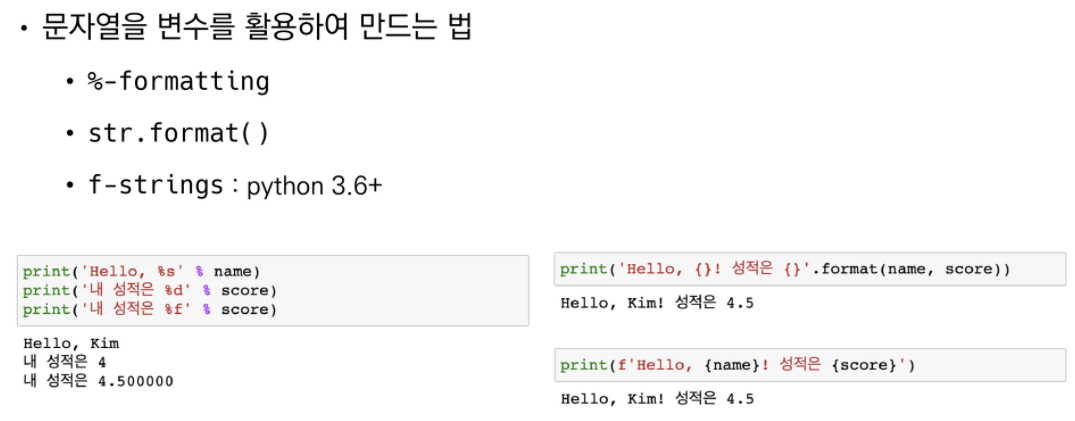 • 문자열을 변수를 활용하여 만드는 법
• %-formatting
• str.format()
• f-strings : python 3.6+
print('Hello, %s' % name)
print('내 성적은 %d' % score)
print('내 성적은 %f' % score)
Hello, Kim
내 성적은 4
내 성적은 4.500000
print('Hello, {}! 성적은 {}'.format(name, score))
Hello, Kim! 성적은 4.5
print(f'Hello, {name}! 성적은 {score}')
Hello, Kim! 성적은 4.5